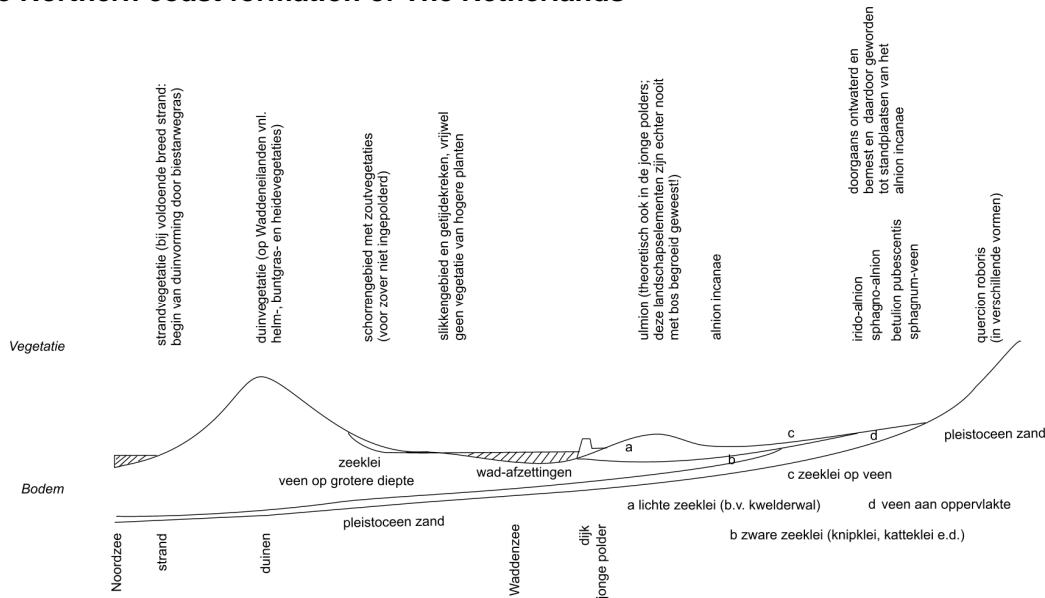 Northern coast formation of The Netherlands
strandvegetatie (bij voldoende breed strand:
begin van duinvorming door biestarwegras)
duinvegetatie (op Waddeneilanden vnl.
helm-, buntgras- en heidevegetaties)
schorrengebied met zoutvegetaties
(voor zover niet ingepolderd)
slikkengebied en getijdekreken, vrijwel
geen vegetatie van hogere planten
ulmion (theoretisch ook in de jonge polders;
deze landschapselementen zijn echter nooit
met bos begroeid geweest!)
alnion incanae
doorgaans ontwaterd en
bemest en daardoor geworden
tot standplaatsen van het
alnion incanae
irido-alnion
sphagno-alnion
betulion pubescentis
sphagnum-veen
quercion roboris
(in verschillende vormen)
Vegetatie
a
c
d
b
pleistoceen zand
zeeklei
veen op grotere diepte
wad-afzettingen
c zeeklei op veen
Bodem
a lichte zeeklei (b.v. kwelderwal)
d veen aan oppervlakte
pleistoceen zand
b zware zeeklei (knipklei, katteklei e.d.)
Noordzee
strand
duinen
Waddenzee
dijk
jonge polder